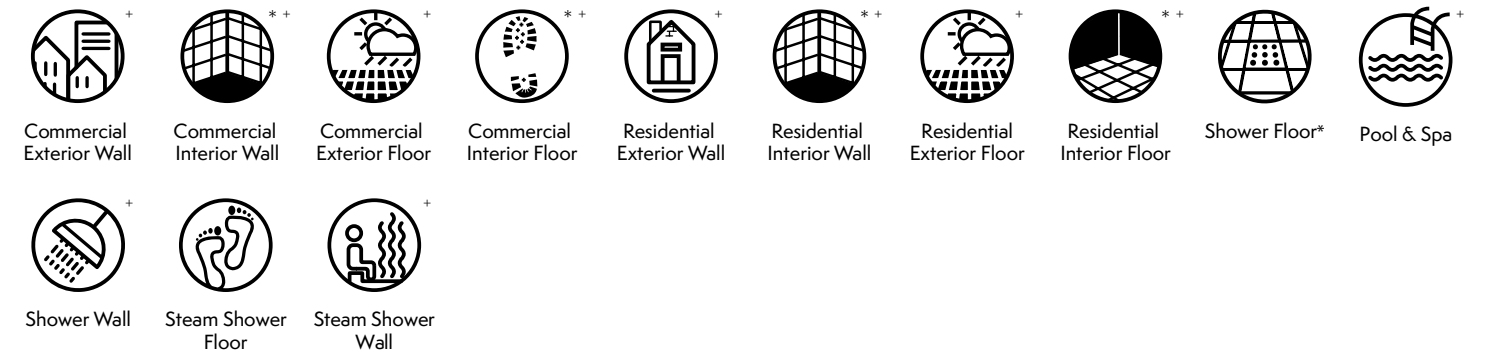 + * + + * + + * + + * + +
Commercial Commercial Commercial Commercial Residential Residential Residential Residential Shower Floor* Pool & Spa
Exterior Wall Interior Wall Exterior Floor Interior Floor Exterior Wall Interior Wall Exterior Floor Interior Floor
+ +
Shower Wall Steam Shower Steam Shower
Floor Wall